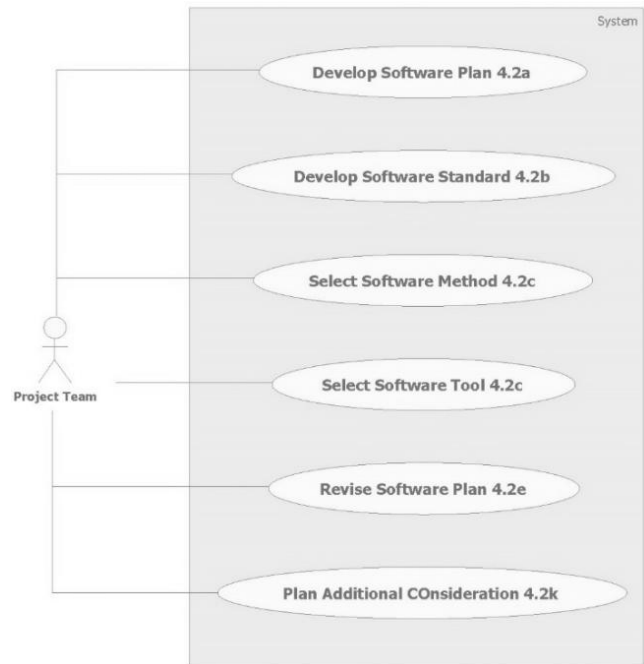 System
Develop Software Plan 4.2a
Develop Software Standard 4.2b
Select Software Method 4.2c
Select Software Tool 4.2c
Project Team
Revise Software Plan 4.2e
Plan Additional COnsideration 4.2k